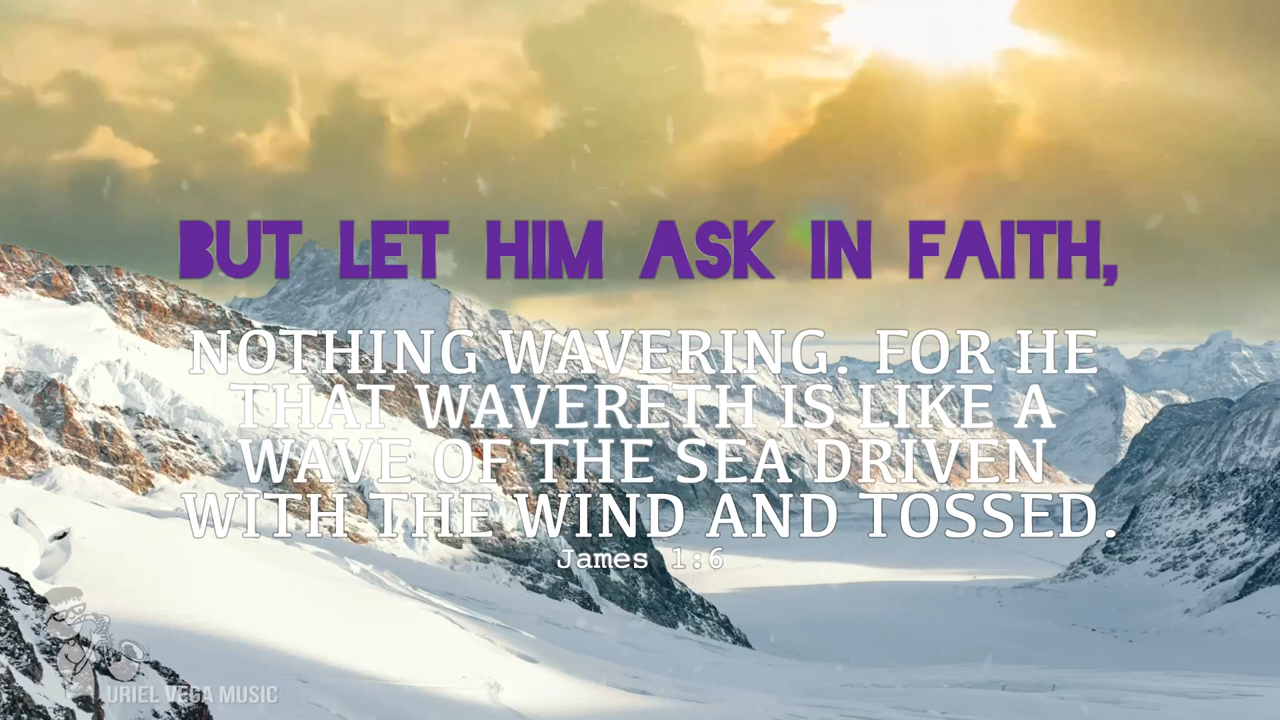 BUT LET HIM ASK IN FAITH,
NOTHING WAVERING. FOR HE
THAT WAVERETH IS LIKE A
WAVE OF THE SEA DRIVEN
WITH THE WIND AND TOSSED.
James 1:6
URIEL VEGA MUSIC